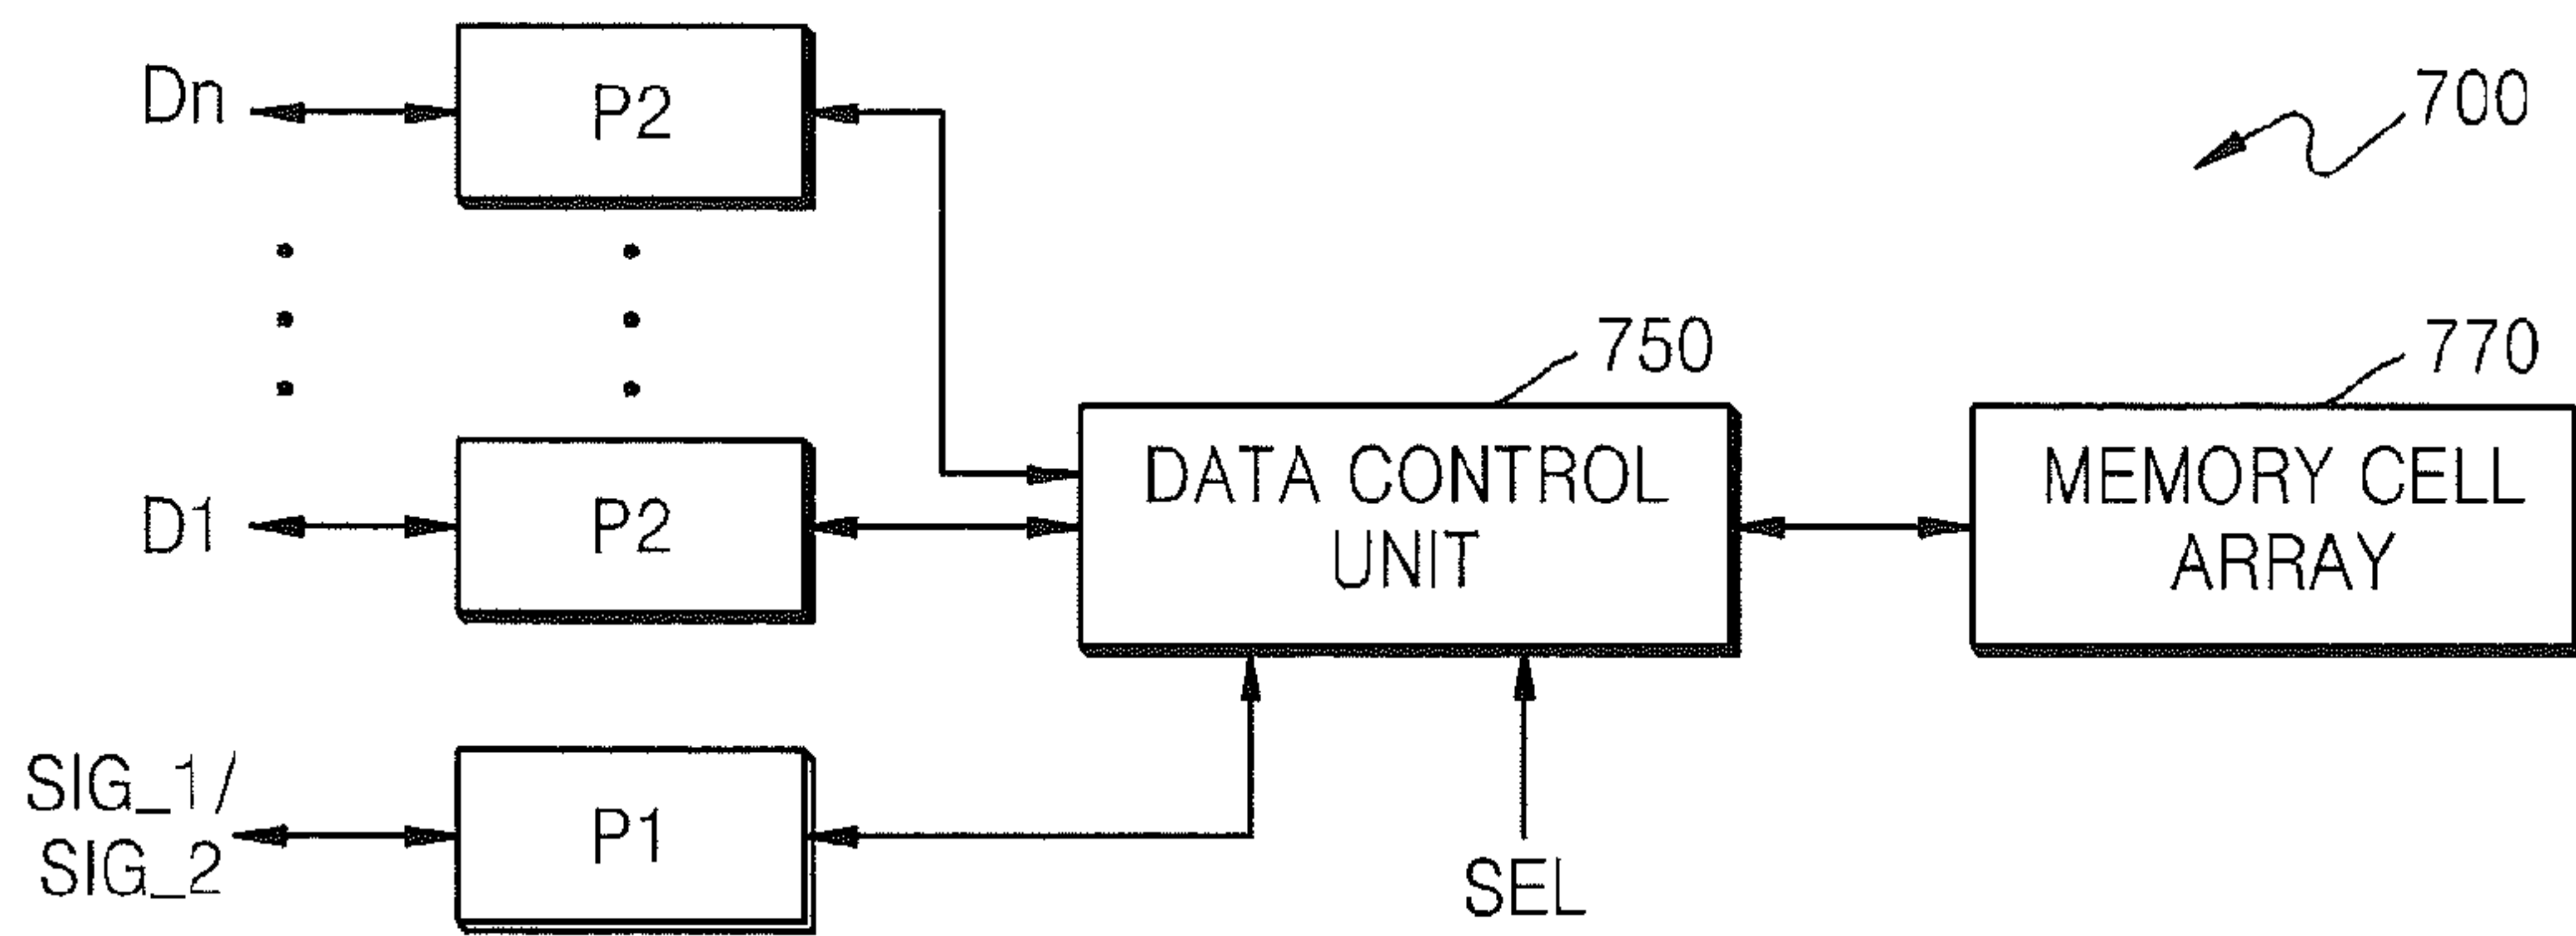 Dn
P2
700
750
770
D1
P2
DATA CONTROL
UNIT
MEMORY CELL
ARRAY
SIG_1/
SIG_2
P1
SEL